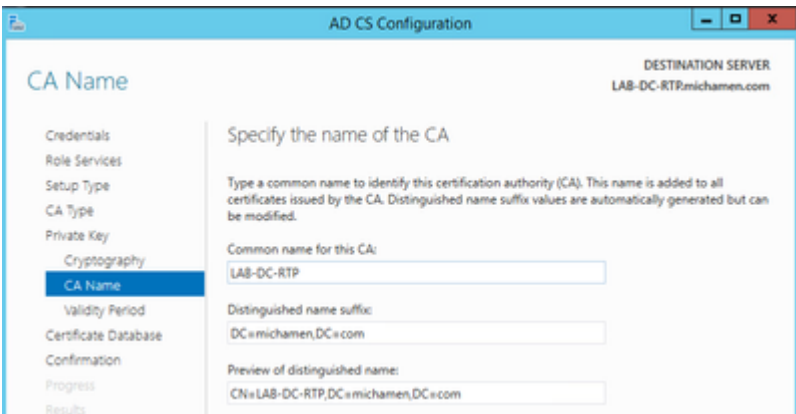 AD CS Configuration
CA Name
DESTINATION SERVER
LAB-DC-RTP.michamen.com
Credentials
Role Services
Setup Type
CA Type
Private Key
Cryptography
CA Name
Validity Period
Certificate Database
Confirmation
Progress
Results
Specify the name of the CA
Type a common name to identify this certification authority (CA). This name is added to all
certificates issued by the CA. Distinguished name suffix values are automatically generated but can
be modified.
Common name for this CA:
LAB-DC-RTP
Distinguished name suffix:
DC=michamen,DC=com
Preview of distinguished name:
CN=LAB-DC-RTP,DC=michamen,DC=com